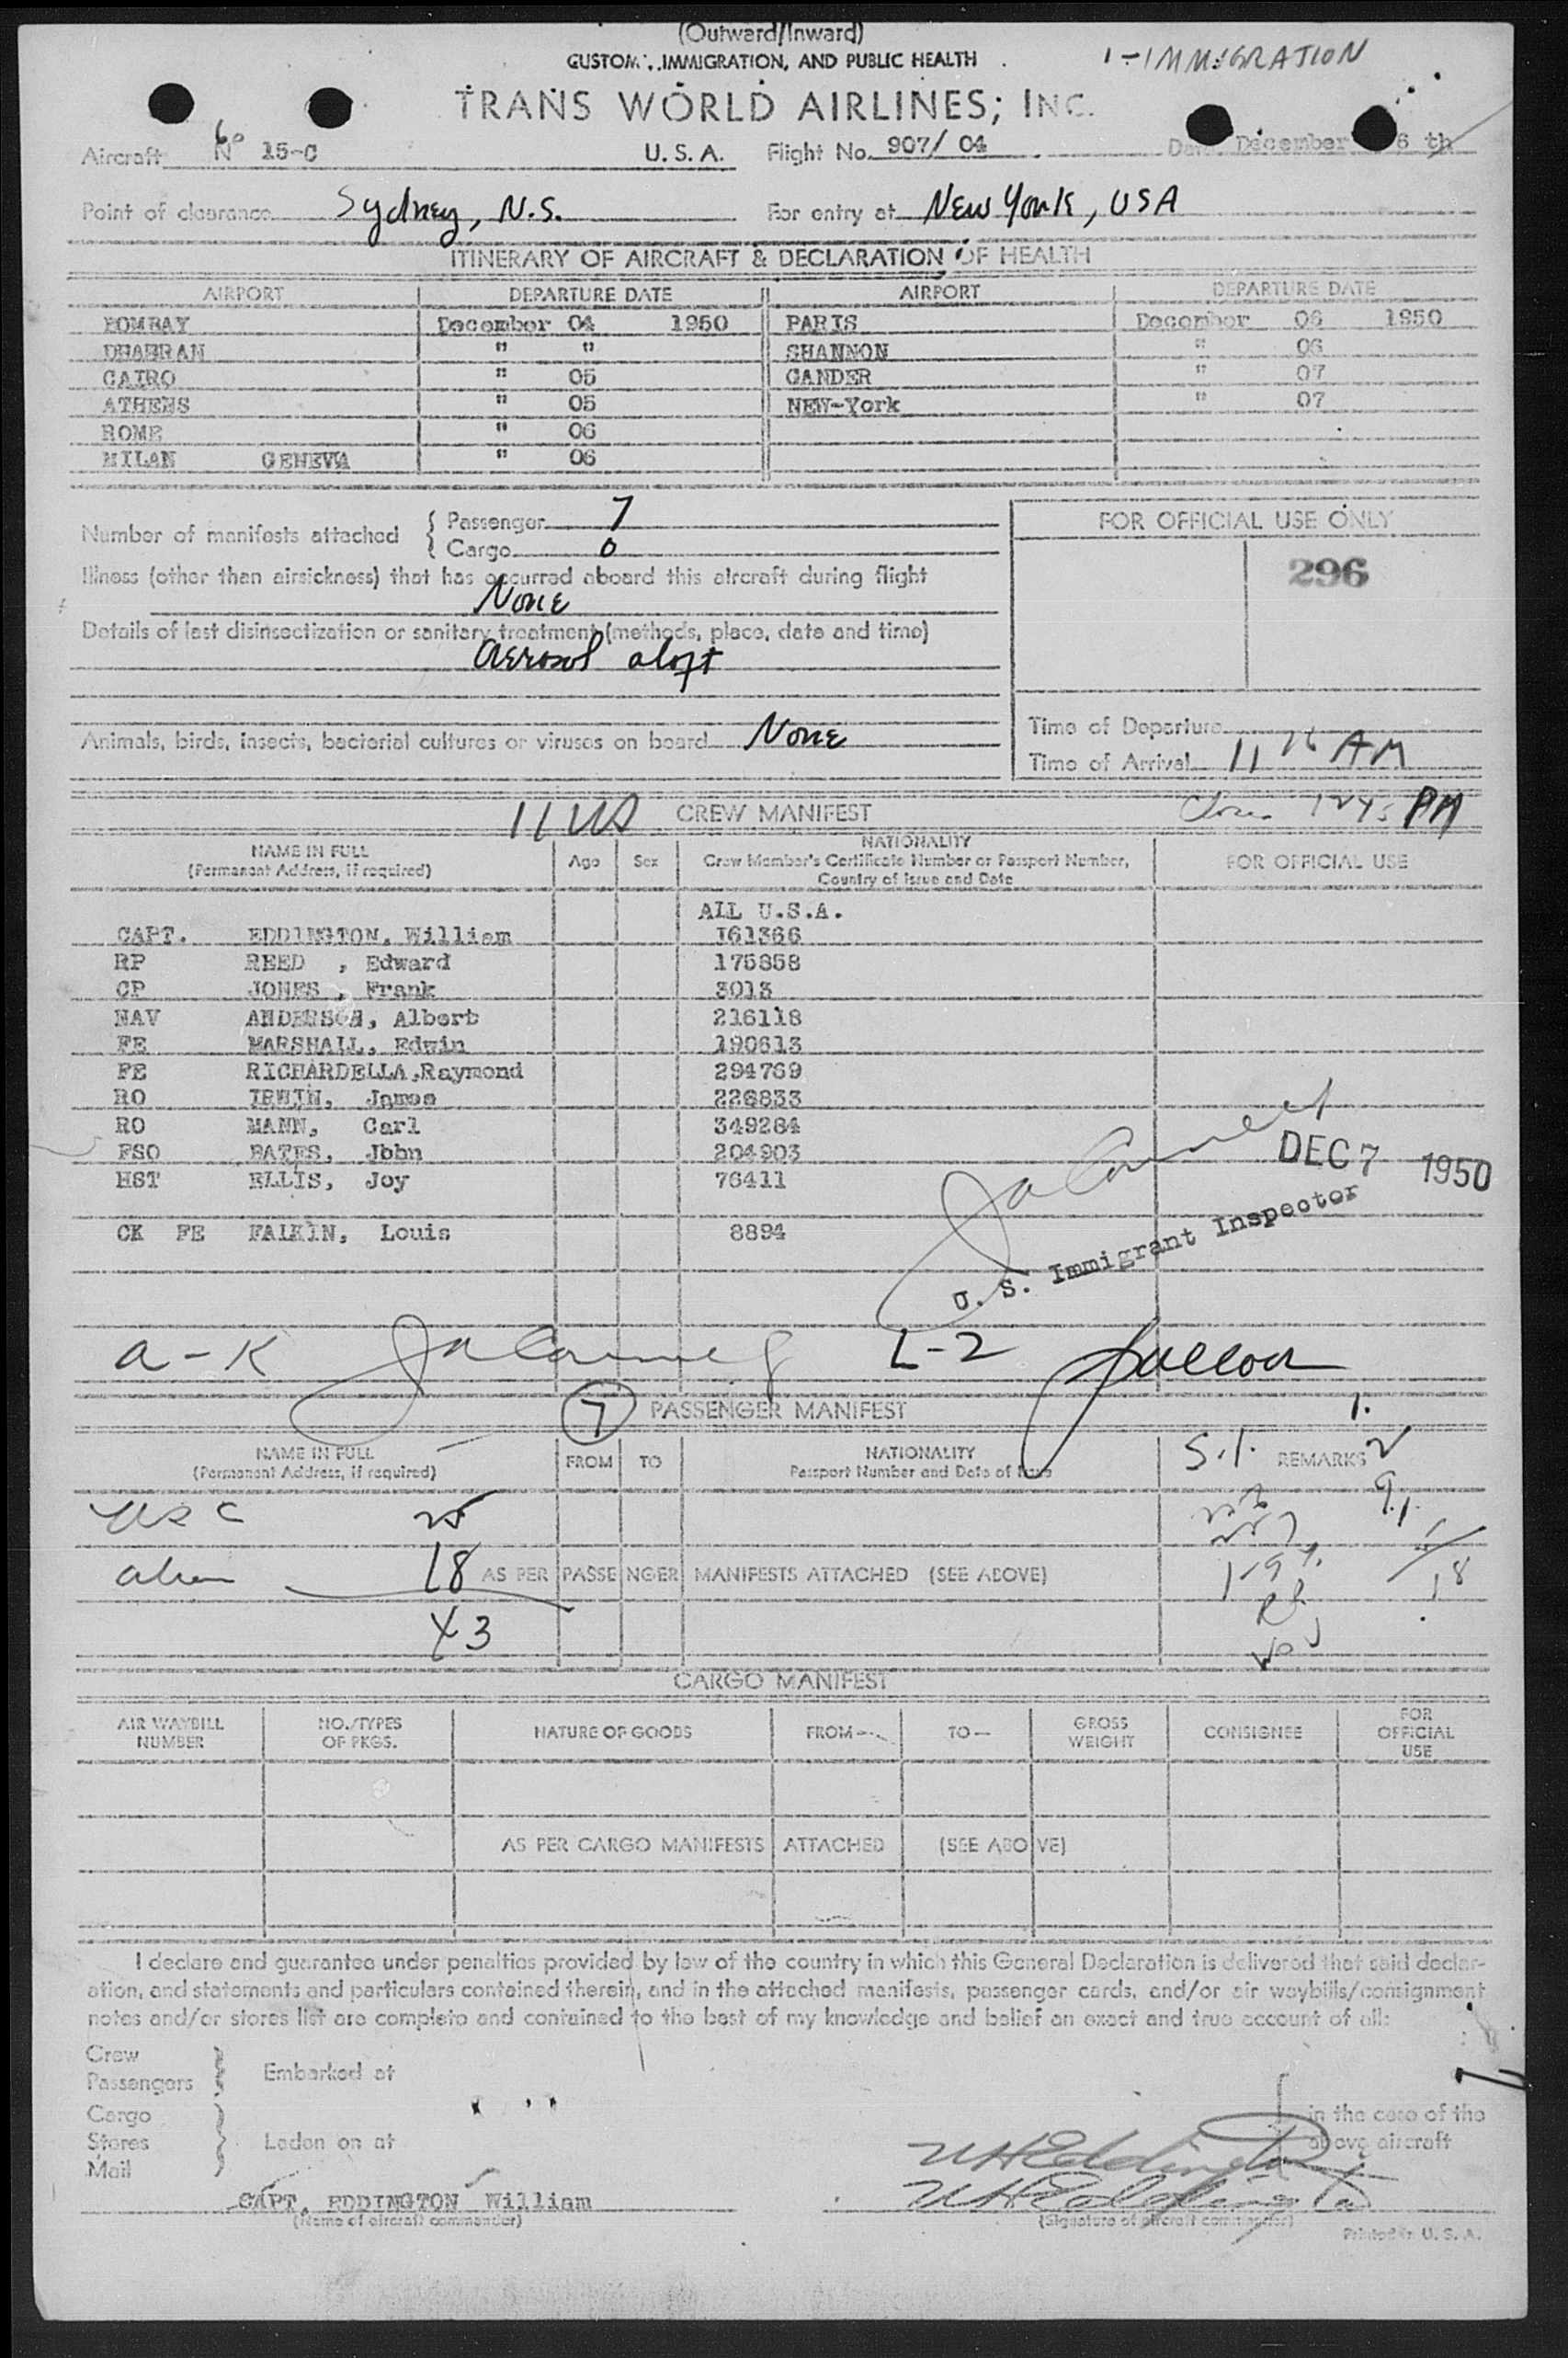 (Outward/Inward)
CUSTOMS, IMMIGRATION, AND PUBLIC HEALTH
1-IMMIGRATION
TRANS WORLD AIRLINES, INC.
Aircraft N° 15-C U.S.A. Flight No. 907/ 04 Date December 6 th
Point of clearance Sydney, N.S. For entry at New York, USA
ITINERARY OF AIRCRAFT & DECLARATION OF HEALTH
AIRPORT DEPARTURE DATE AIRPORT DEPARTURE DATE
BOMBAY December 04 1950 PARIS December 06 1950
DHAHRAN " " SHANNON " 06
CAIRO " 05 GANDER " 07
ATHENS " 05 NEW-York " 07
ROME " 06
MILAN GENEVA " 06
Number of manifests attached { Passenger 7
Cargo 0
FOR OFFICIAL USE ONLY
296
Illness (other than airsickness) that has occurred aboard this aircraft during flight
None
Details of last disinsectization or sanitary treatment (methods, place, date and time)
Aerosol aloft
Animals, birds, insects, bacterial cultures or viruses on board None
Time of Departure
Time of Arrival 11 AM
11 US CREW MANIFEST 1245 PM
NAME IN FULL
(Permanent Address, if required)
Age Sex
NATIONALITY
Crew Member's Certificate Number or Passport Number,
Country of Issue and Date
FOR OFFICIAL USE
ALL U.S.A.
CAPT. EDDINGTON, William 161366
RP REED , Edward 175858
CP JONES , Frank 3013
NAV ANDERSON, Albert 216118
FE MARSHALL, Edwin 190613
FE RICHARDELLA,Raymond 294769
RO IRWIN, James 226833
RO MANN, Carl 349284
FSO BATES, Jbhn 204903
HST ELLIS, Joy 76411
CK FE FALKIN, Louis 8894
DEC 7 1950
U. S. Immigrant Inspector
a - K L-2
7 PASSENGER MANIFEST
NAME IN FULL
(Permanent Address, if required)
FROM TO
NATIONALITY
Passport Number and Date of Issue
S.I. REMARKS
USC 25
alien 18 AS PER PASSENGER MANIFESTS ATTACHED (SEE ABOVE)
43
CARGO MANIFEST
AIR WAYBILL NUMBER NO./TYPES OF PKGS. NATURE OF GOODS FROM— TO— GROSS WEIGHT CONSIGNEE FOR OFFICIAL USE
AS PER CARGO MANIFESTS ATTACHED (SEE ABOVE)
I declare and guarantee under penalties provided by law of the country in which this General Declaration is delivered that said declar-
ation, and statements and particulars contained therein, and in the attached manifests, passenger cards, and/or air waybills/consignment
notes and/or stores list are complete and contained to the best of my knowledge and belief an exact and true account of all:
Crew
Passengers } Embarked at
Cargo
Stores } Laden on at
Mail
in the case of the
above aircraft
WH Eddington
WH Eddington
CAPT. EDDINGTON William
(Name of aircraft commander) (Signature of aircraft commander)
Printed in U. S. A.